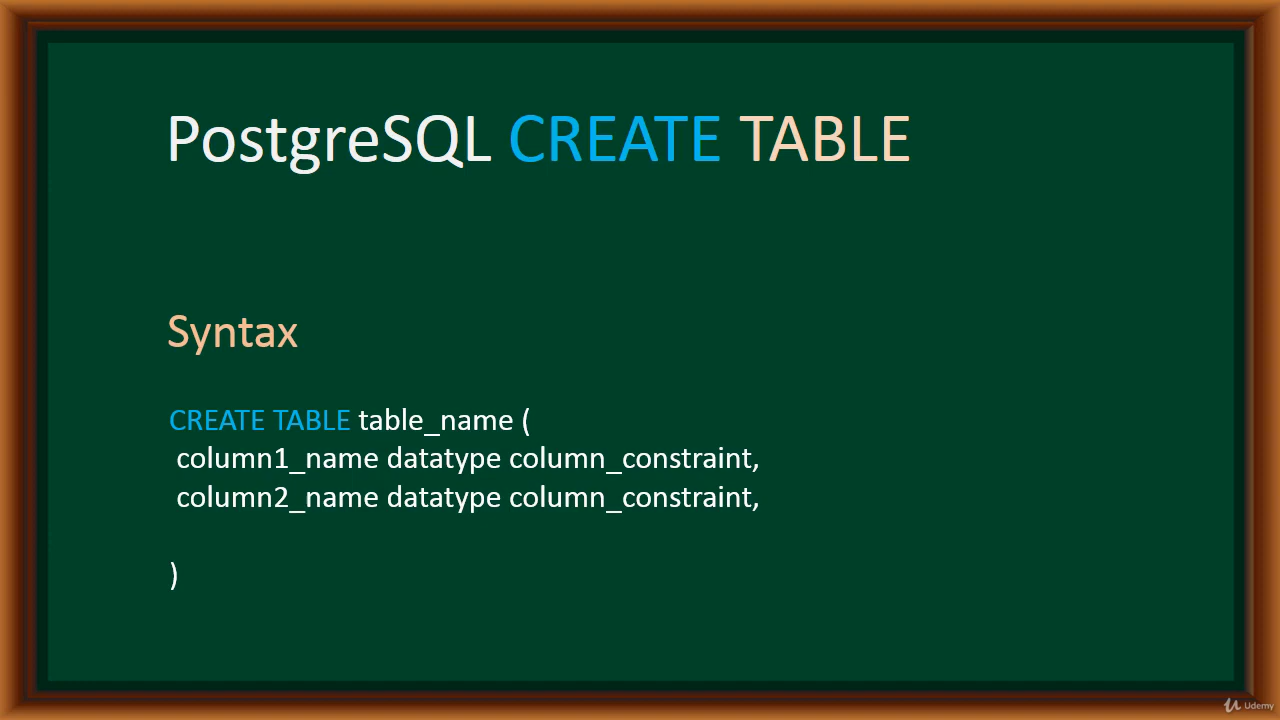 PostgreSQL CREATE TABLE
Syntax
CREATE TABLE table_name (
column1_name datatype column_constraint,
column2_name datatype column_constraint,
)
Udemy